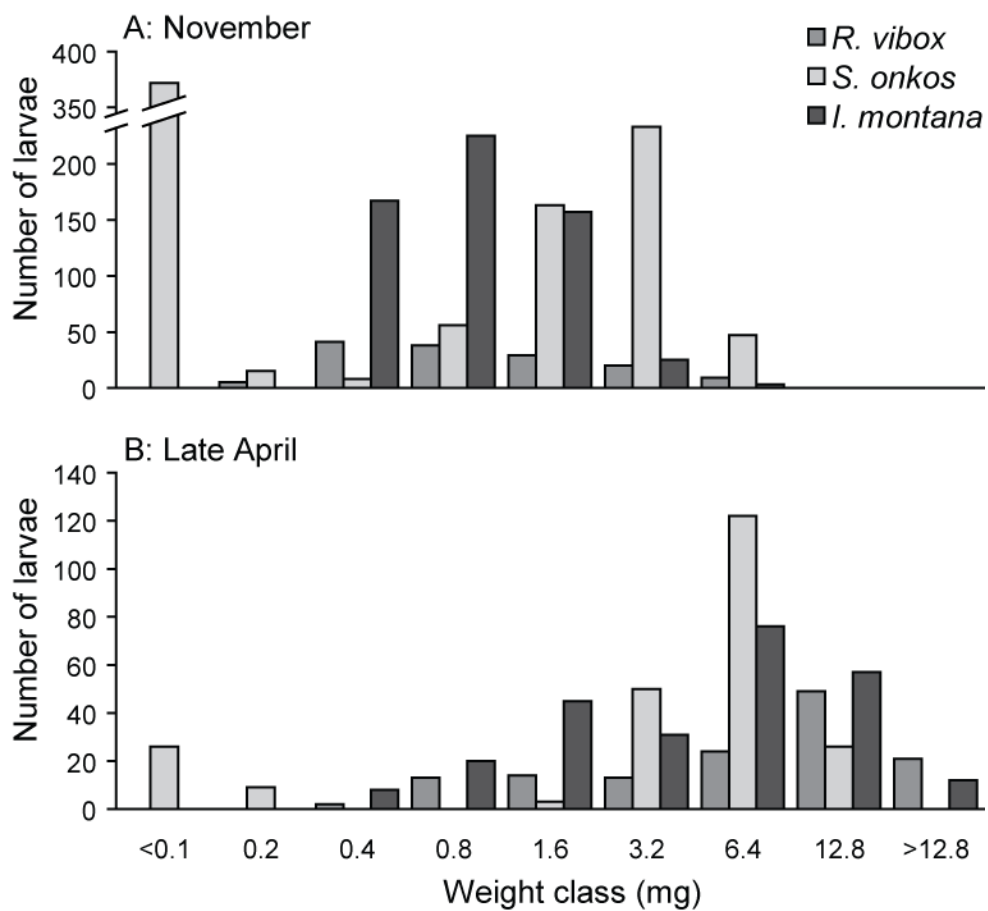 A: November
R. vibox
S. onkos
I. montana
Number of larvae
400
350
200
150
100
50
0
B: Late April
Number of larvae
140
120
100
80
60
40
20
0
<0.1 0.2 0.4 0.8 1.6 3.2 6.4 12.8 >12.8
Weight class (mg)